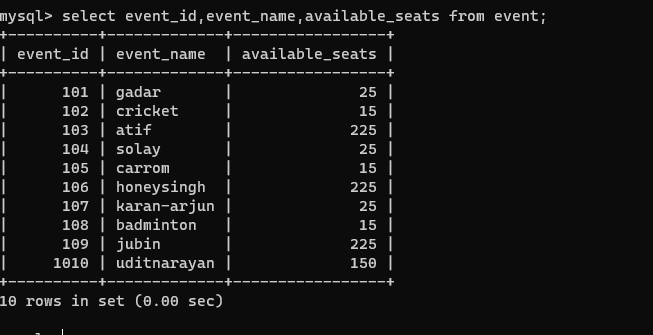 mysql> select event_id,event_name,available_seats from event;
+----------+-------------+-----------------+
| event_id | event_name  | available_seats |
+----------+-------------+-----------------+
|      101 | gadar       |              25 |
|      102 | cricket     |              15 |
|      103 | atif        |             225 |
|      104 | solay       |              25 |
|      105 | carrom      |              15 |
|      106 | honeysingh  |             225 |
|      107 | karan-arjun |              25 |
|      108 | badminton   |              15 |
|      109 | jubin       |             225 |
|     1010 | uditnarayan |             150 |
+----------+-------------+-----------------+
10 rows in set (0.00 sec)